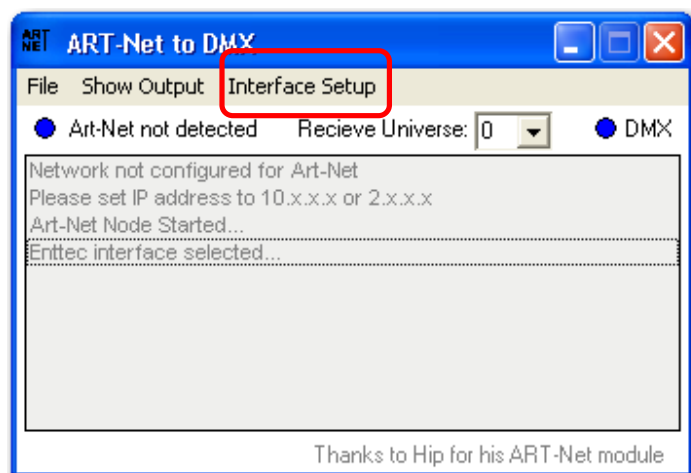 ART NET ART-Net to DMX
File Show Output Interface Setup
Art-Net not detected Recieve Universe: 0 DMX
Network not configured for Art-Net
Please set IP address to 10.x.x.x or 2.x.x.x
Art-Net Node Started...
Enttec interface selected...
Thanks to Hip for his ART-Net module